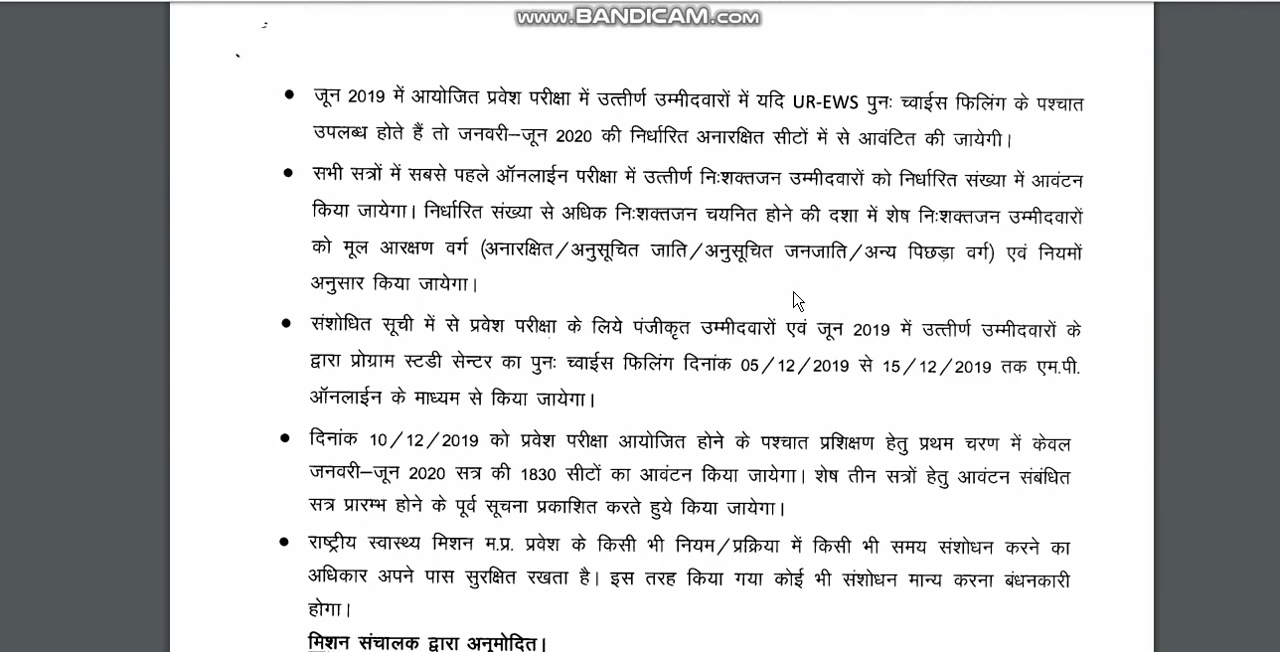 www.BANDICAM.com
• जून 2019 में आयोजित प्रवेश परीक्षा में उत्तीर्ण उम्मीदवारों में यदि UR-EWS पुनः च्वाईस फिलिंग के पश्चात
उपलब्ध होते हैं तो जनवरी–जून 2020 की निर्धारित अनारक्षित सीटों में से आवंटित की जायेगी।
• सभी सत्रों में सबसे पहले ऑनलाईन परीक्षा में उत्तीर्ण निःशक्तजन उम्मीदवारों को निर्धारित संख्या में आवंटन
किया जायेगा। निर्धारित संख्या से अधिक निःशक्तजन चयनित होने की दशा में शेष निःशक्तजन उम्मीदवारों
को मूल आरक्षण वर्ग (अनारक्षित/अनुसूचित जाति/अनुसूचित जनजाति/अन्य पिछड़ा वर्ग) एवं नियमों
अनुसार किया जायेगा।
• संशोधित सूची में से प्रवेश परीक्षा के लिये पंजीकृत उम्मीदवारों एवं जून 2019 में उत्तीर्ण उम्मीदवारों के
द्वारा प्रोग्राम स्टडी सेन्टर का पुनः च्वाईस फिलिंग दिनांक 05/12/2019 से 15/12/2019 तक एम.पी.
ऑनलाईन के माध्यम से किया जायेगा।
• दिनांक 10/12/2019 को प्रवेश परीक्षा आयोजित होने के पश्चात प्रशिक्षण हेतु प्रथम चरण में केवल
जनवरी–जून 2020 सत्र की 1830 सीटों का आवंटन किया जायेगा। शेष तीन सत्रों हेतु आवंटन संबंधित
सत्र प्रारम्भ होने के पूर्व सूचना प्रकाशित करते हुये किया जायेगा।
• राष्ट्रीय स्वास्थ्य मिशन म.प्र. प्रवेश के किसी भी नियम/प्रक्रिया में किसी भी समय संशोधन करने का
अधिकार अपने पास सुरक्षित रखता है। इस तरह किया गया कोई भी संशोधन मान्य करना बंधनकारी
होगा।
मिशन संचालक द्वारा अनुमोदित।